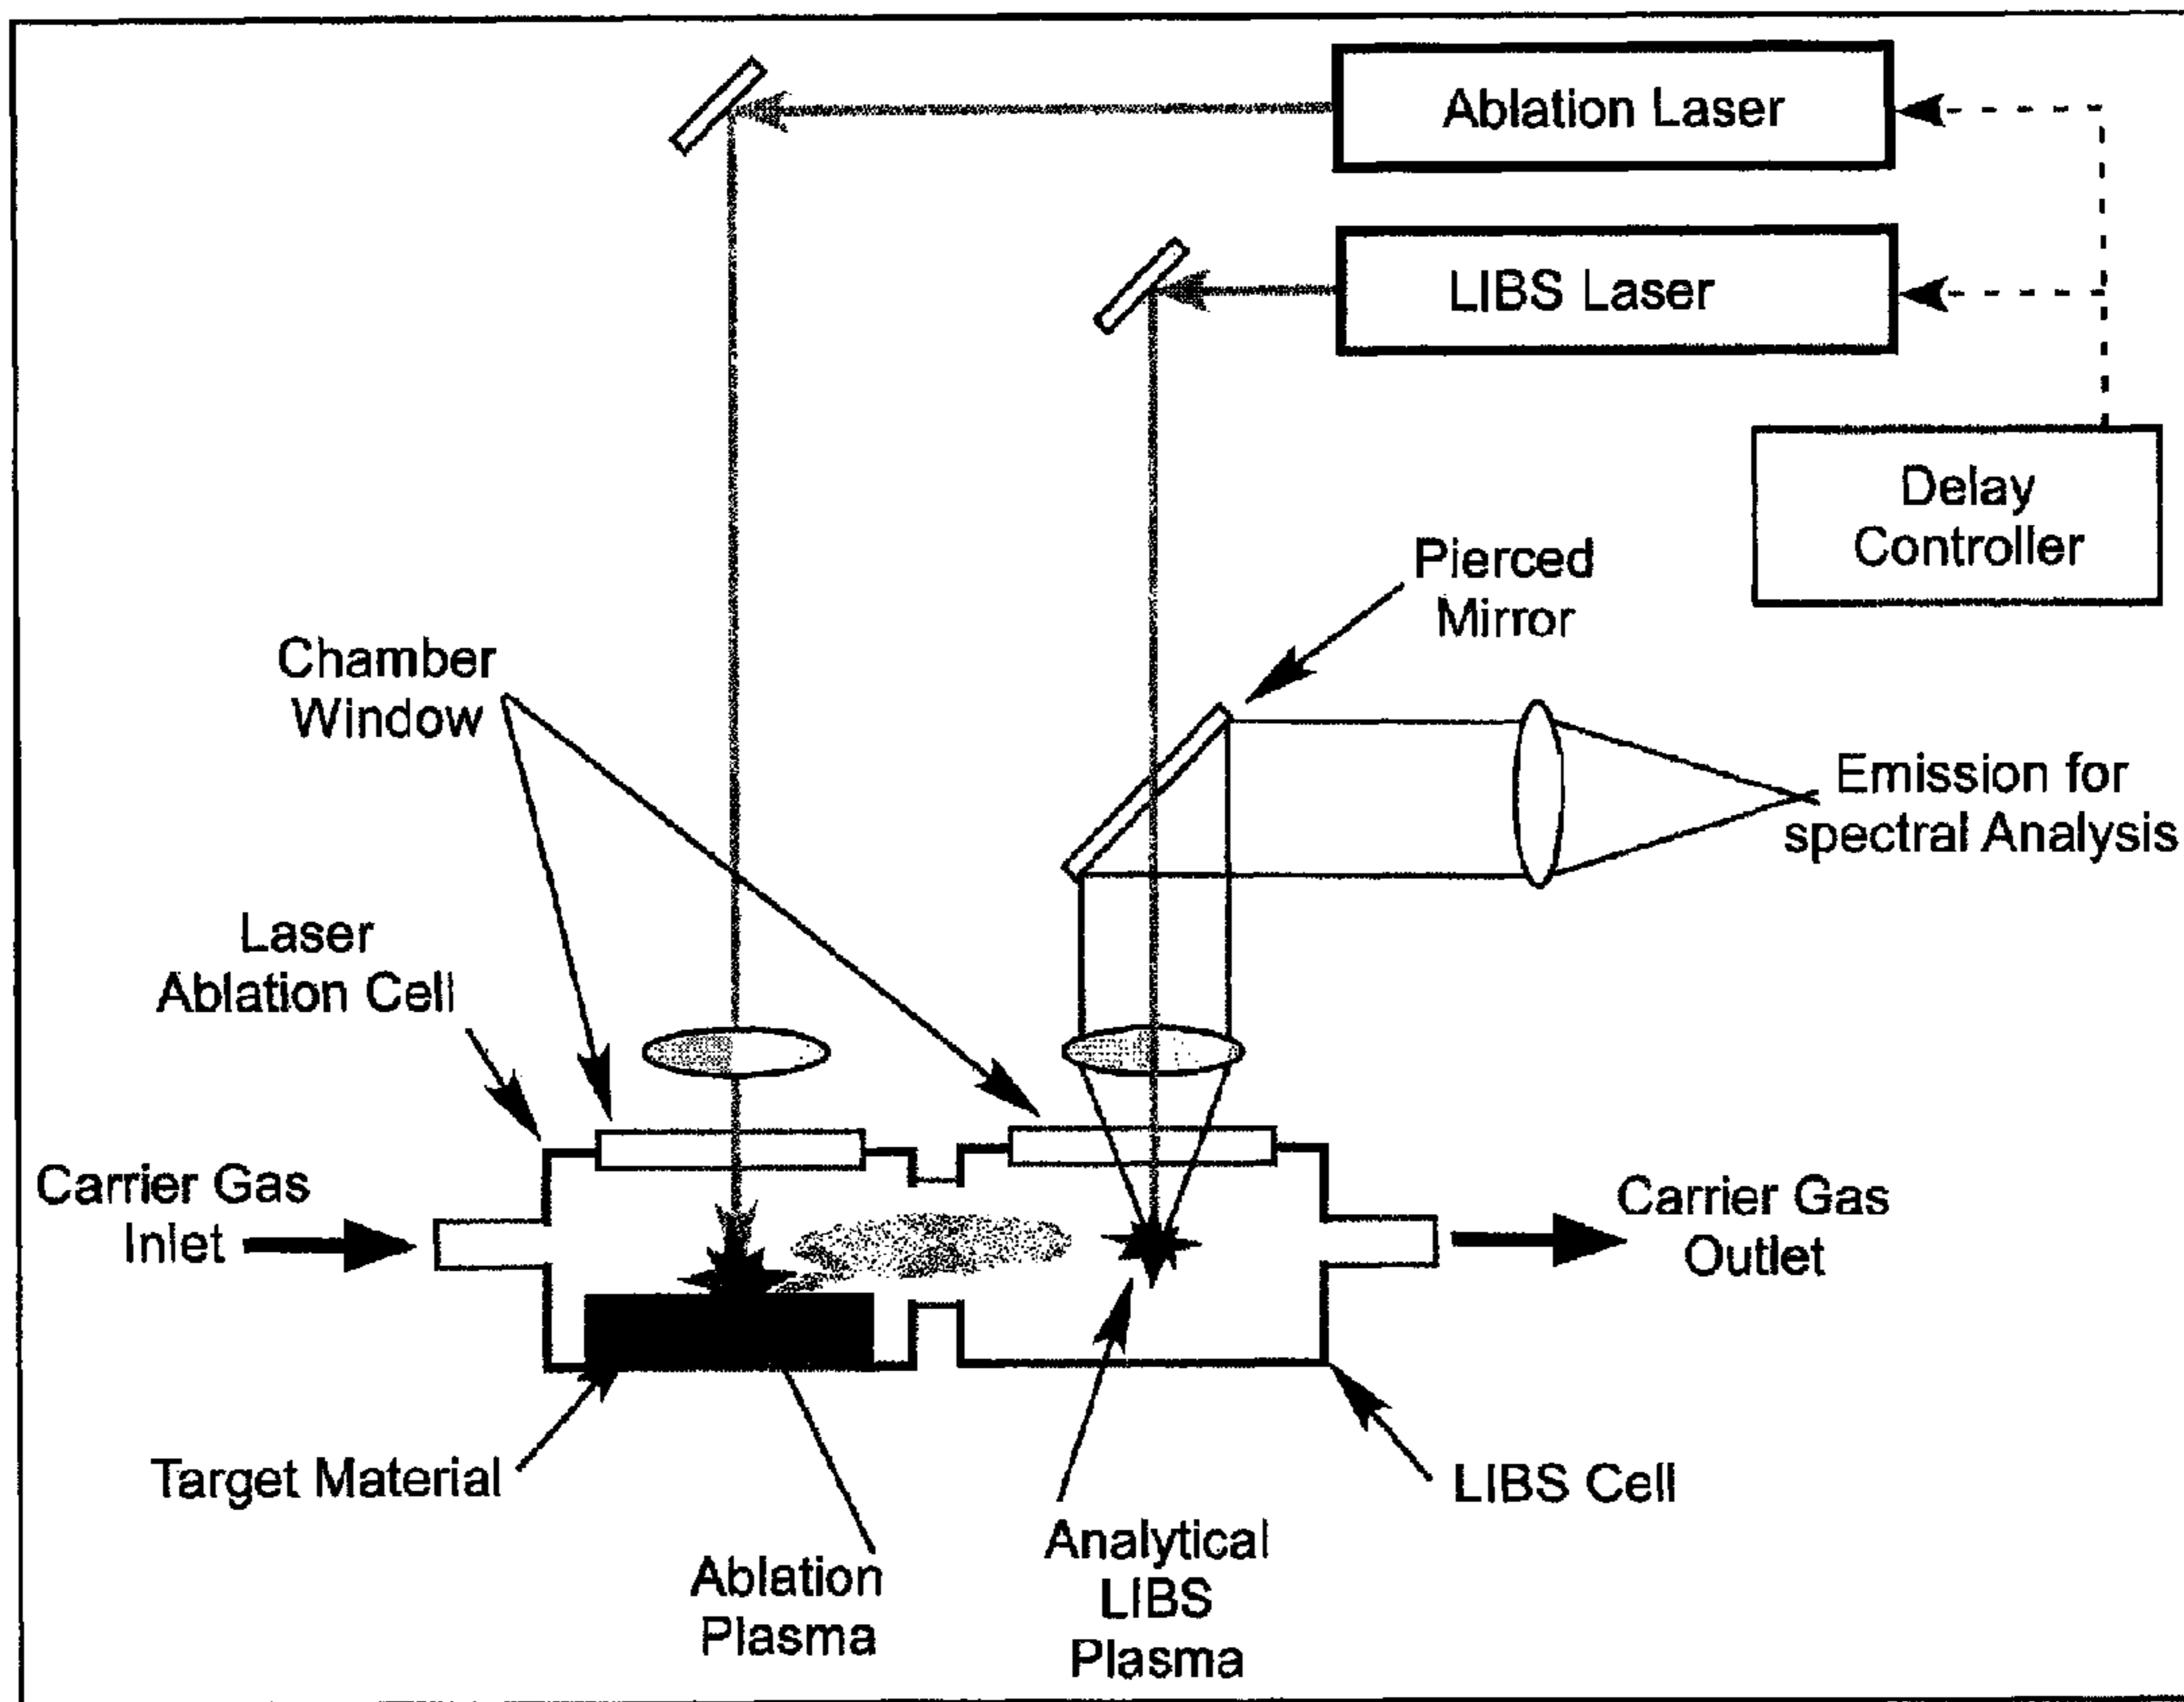 Ablation Laser
LIBS Laser
Delay
Controller
Pierced
Mirror
Chamber
Window
Emission for
spectral Analysis
Laser
Ablation Cell
Carrier Gas
Inlet
Carrier Gas
Outlet
Target Material
LIBS Cell
Ablation
Plasma
Analytical
LIBS
Plasma